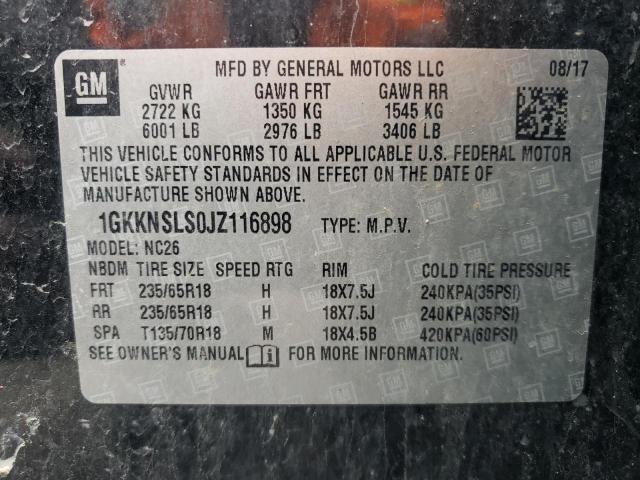 GM
MFD BY GENERAL MOTORS LLC 08/17
GVWR GAWR FRT GAWR RR
2722 KG 1350 KG 1545 KG
6001 LB 2976 LB 3406 LB
THIS VEHICLE CONFORMS TO ALL APPLICABLE U.S. FEDERAL MOTOR
VEHICLE SAFETY STANDARDS IN EFFECT ON THE DATE OF
MANUFACTURE SHOWN ABOVE.
1GKKNSLS0JZ116898 TYPE: M.P.V.
MODEL: NC26
NBDM TIRE SIZE SPEED RTG RIM COLD TIRE PRESSURE
FRT 235/65R18 H 18X7.5J 240KPA(35PSI)
RR 235/65R18 H 18X7.5J 240KPA(35PSI)
SPA T135/70R18 M 18X4.5B 420KPA(60PSI)
SEE OWNER'S MANUAL FOR MORE INFORMATION.